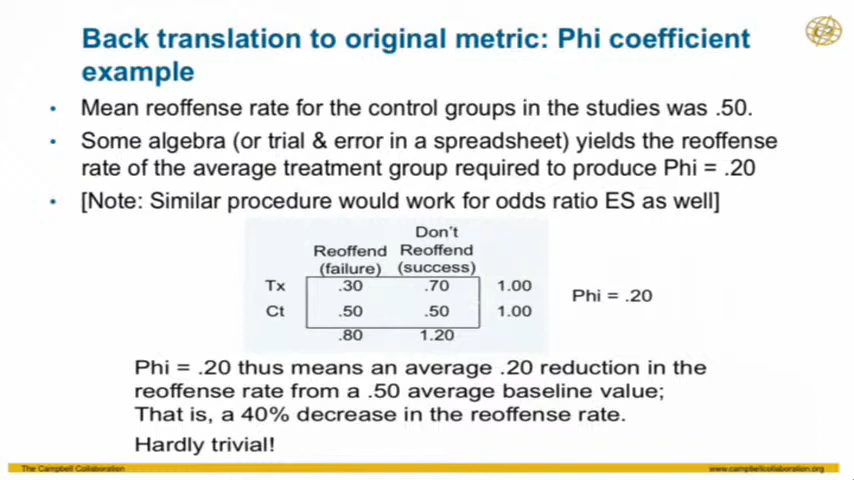 Back translation to original metric: Phi coefficient
example
• Mean reoffense rate for the control groups in the studies was .50.
• Some algebra (or trial & error in a spreadsheet) yields the reoffense
rate of the average treatment group required to produce Phi = .20
• [Note: Similar procedure would work for odds ratio ES as well]
Don't
Reoffend Reoffend
(failure) (success)
Tx .30 .70 1.00
Ct .50 .50 1.00
.80 1.20
Phi = .20
Phi = .20 thus means an average .20 reduction in the
reoffense rate from a .50 average baseline value;
That is, a 40% decrease in the reoffense rate.
Hardly trivial!
The Campbell Collaboration www.campbellcollaboration.org